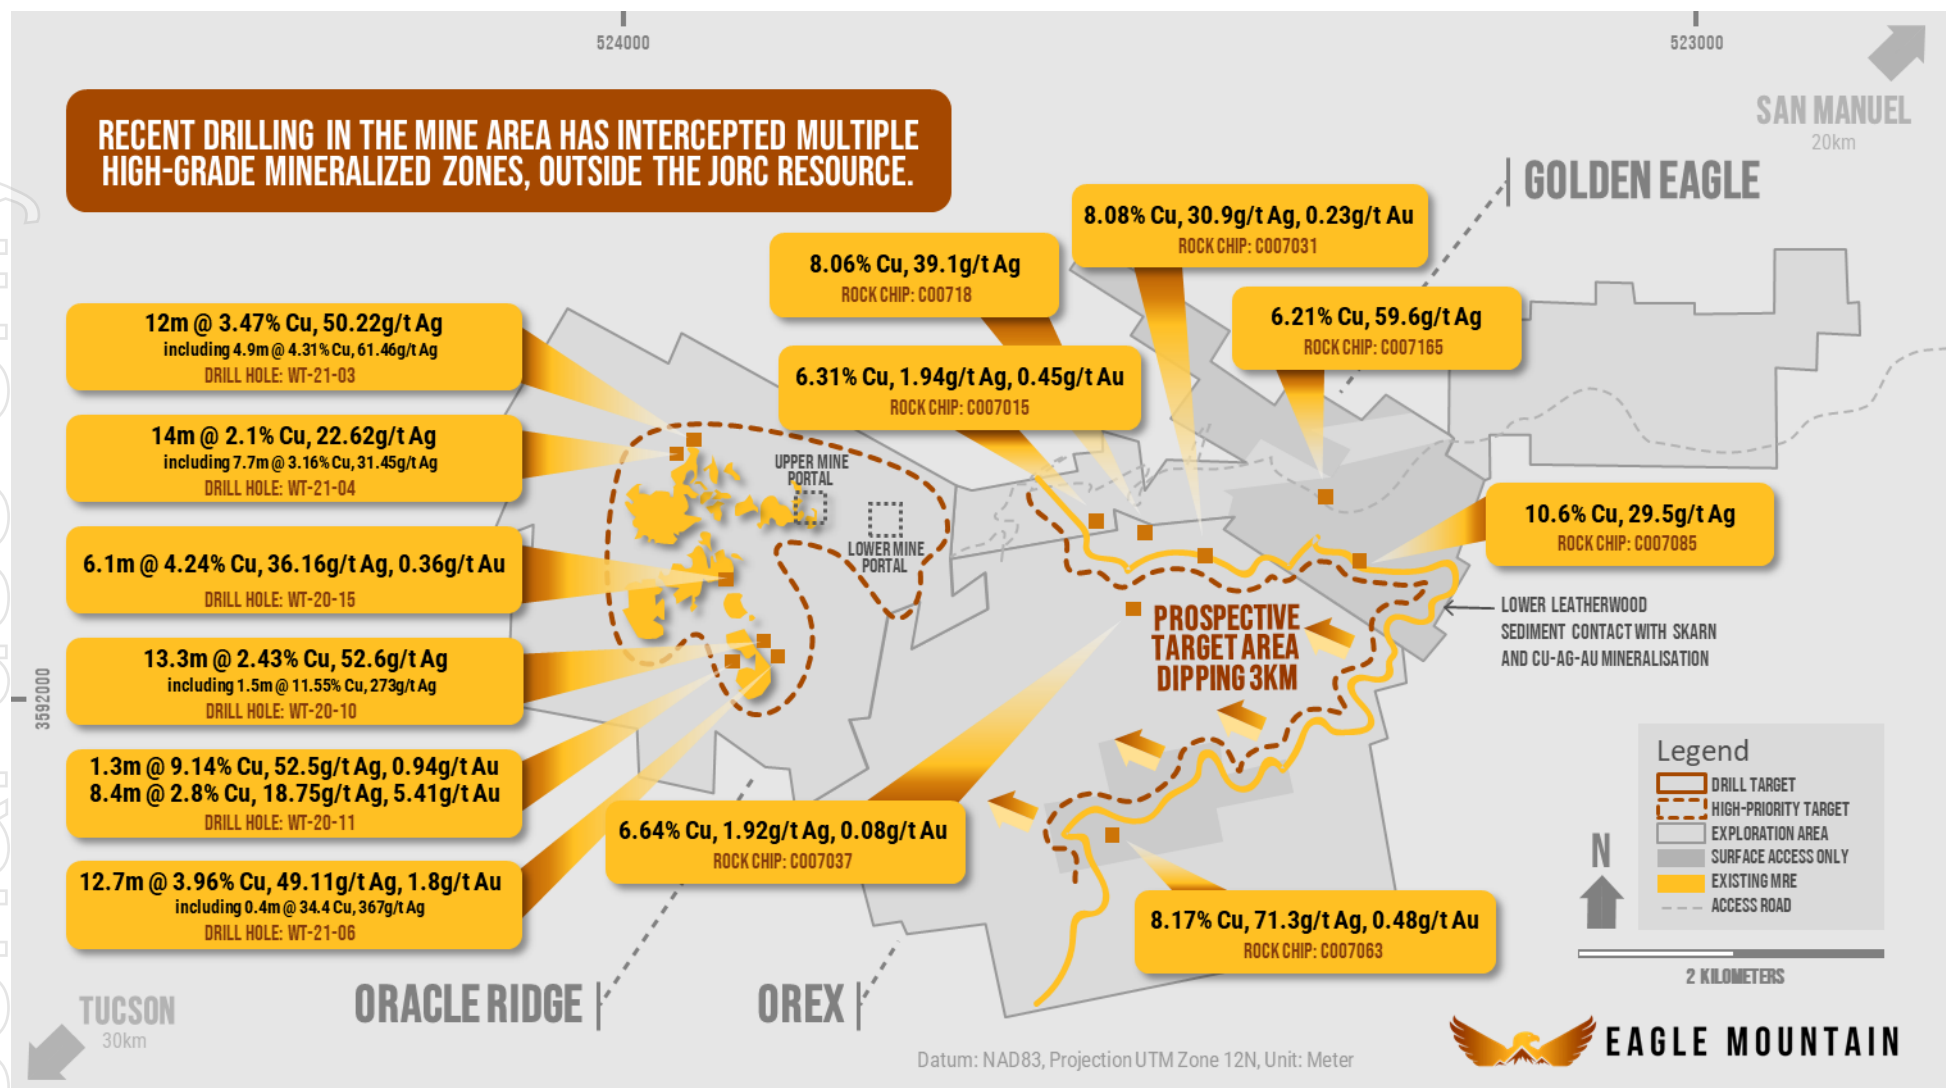 524000
523000
SAN MANUEL
20km
RECENT DRILLING IN THE MINE AREA HAS INTERCEPTED MULTIPLE
HIGH-GRADE MINERALIZED ZONES, OUTSIDE THE JORC RESOURCE.
GOLDEN EAGLE
8.08% Cu, 30.9g/t Ag, 0.23g/t Au
ROCK CHIP: C007031
8.06% Cu, 39.1g/t Ag
ROCK CHIP: C00718
6.21% Cu, 59.6g/t Ag
ROCK CHIP: C007165
6.31% Cu, 1.94g/t Ag, 0.45g/t Au
ROCK CHIP: C007015
12m @ 3.47% Cu, 50.22g/t Ag
including 4.9m @ 4.31% Cu, 61.46g/t Ag
DRILL HOLE: WT-21-03
14m @ 2.1% Cu, 22.62g/t Ag
including 7.7m @ 3.16% Cu, 31.45g/t Ag
DRILL HOLE: WT-21-04
6.1m @ 4.24% Cu, 36.16g/t Ag, 0.36g/t Au
DRILL HOLE: WT-20-15
13.3m @ 2.43% Cu, 52.6g/t Ag
including 1.5m @ 11.55% Cu, 273g/t Ag
DRILL HOLE: WT-20-10
1.3m @ 9.14% Cu, 52.5g/t Ag, 0.94g/t Au
8.4m @ 2.8% Cu, 18.75g/t Ag, 5.41g/t Au
DRILL HOLE: WT-20-11
12.7m @ 3.96% Cu, 49.11g/t Ag, 1.8g/t Au
including 0.4m @ 34.4 Cu, 367g/t Ag
DRILL HOLE: WT-21-06
UPPER MINE
PORTAL
LOWER MINE
PORTAL
10.6% Cu, 29.5g/t Ag
ROCK CHIP: C007085
LOWER LEATHERWOOD
SEDIMENT CONTACT WITH SKARN
AND CU-AG-AU MINERALISATION
PROSPECTIVE
TARGET AREA
DIPPING 3KM
3592000
6.64% Cu, 1.92g/t Ag, 0.08g/t Au
ROCK CHIP: C007037
8.17% Cu, 71.3g/t Ag, 0.48g/t Au
ROCK CHIP: C007063
Legend
DRILL TARGET
HIGH-PRIORITY TARGET
EXPLORATION AREA
SURFACE ACCESS ONLY
EXISTING MRE
ACCESS ROAD
N
2 KILOMETERS
ORACLE RIDGE
OREX
TUCSON
30km
Datum: NAD83, Projection UTM Zone 12N, Unit: Meter
EAGLE MOUNTAIN